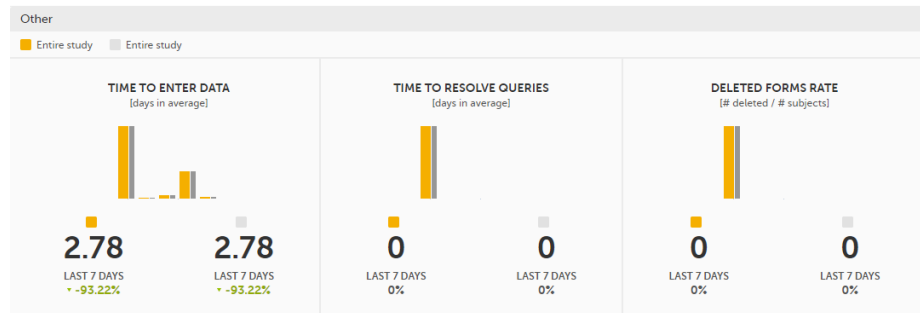 Other
Entire study Entire study
TIME TO ENTER DATA
[days in average]
2.78 2.78
LAST 7 DAYS LAST 7 DAYS
-93.22% -93.22%
TIME TO RESOLVE QUERIES
[days in average]
0 0
LAST 7 DAYS LAST 7 DAYS
0% 0%
DELETED FORMS RATE
[# deleted / # subjects]
0 0
LAST 7 DAYS LAST 7 DAYS
0% 0%